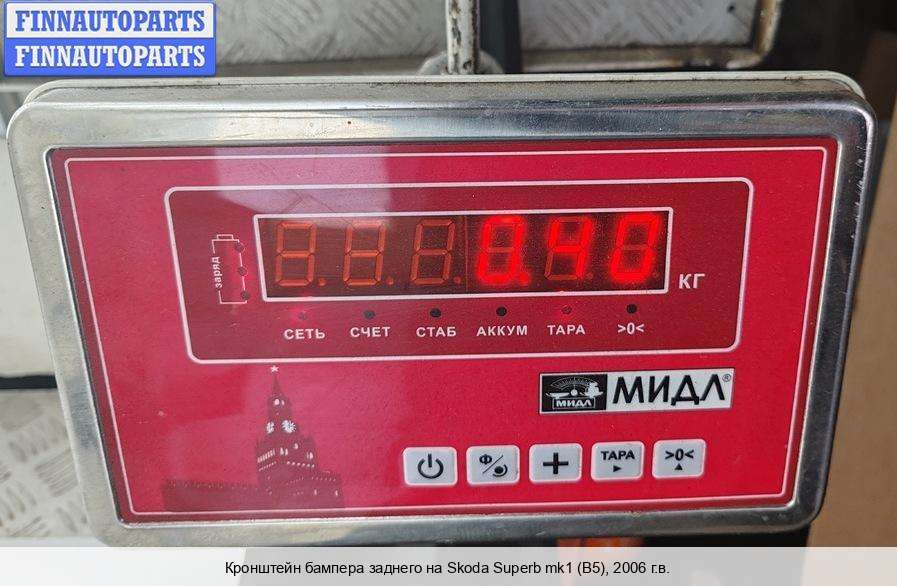 FINNAUTOPARTS
FINNAUTOPARTS
заряд
0.40
КГ
СЕТЬ СЧЕТ СТАБ АККУМ ТАРА >0<
МИДЛ МИДЛ®
Ф/ + ТАРА >0<
Кронштейн бампера заднего на Skoda Superb mk1 (B5), 2006 г.в.